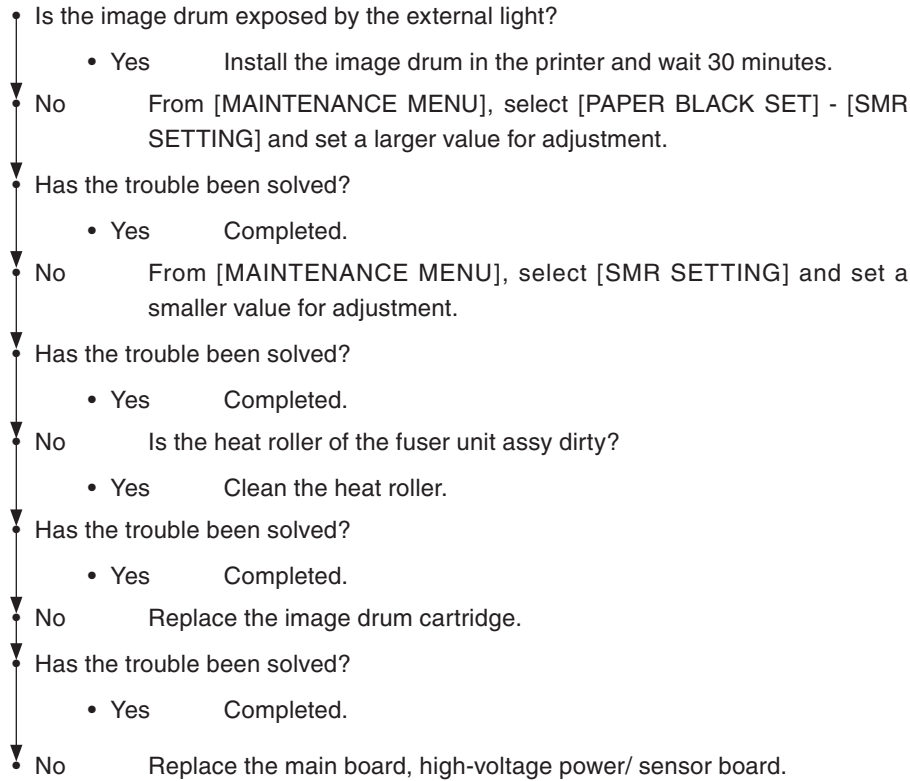 • Is the image drum exposed by the external light?
• Yes Install the image drum in the printer and wait 30 minutes.
• No From [MAINTENANCE MENU], select [PAPER BLACK SET] - [SMR
SETTING] and set a larger value for adjustment.
• Has the trouble been solved?
• Yes Completed.
• No From [MAINTENANCE MENU], select [SMR SETTING] and set a
smaller value for adjustment.
• Has the trouble been solved?
• Yes Completed.
• No Is the heat roller of the fuser unit assy dirty?
• Yes Clean the heat roller.
• Has the trouble been solved?
• Yes Completed.
• No Replace the image drum cartridge.
• Has the trouble been solved?
• Yes Completed.
• No Replace the main board, high-voltage power/ sensor board.